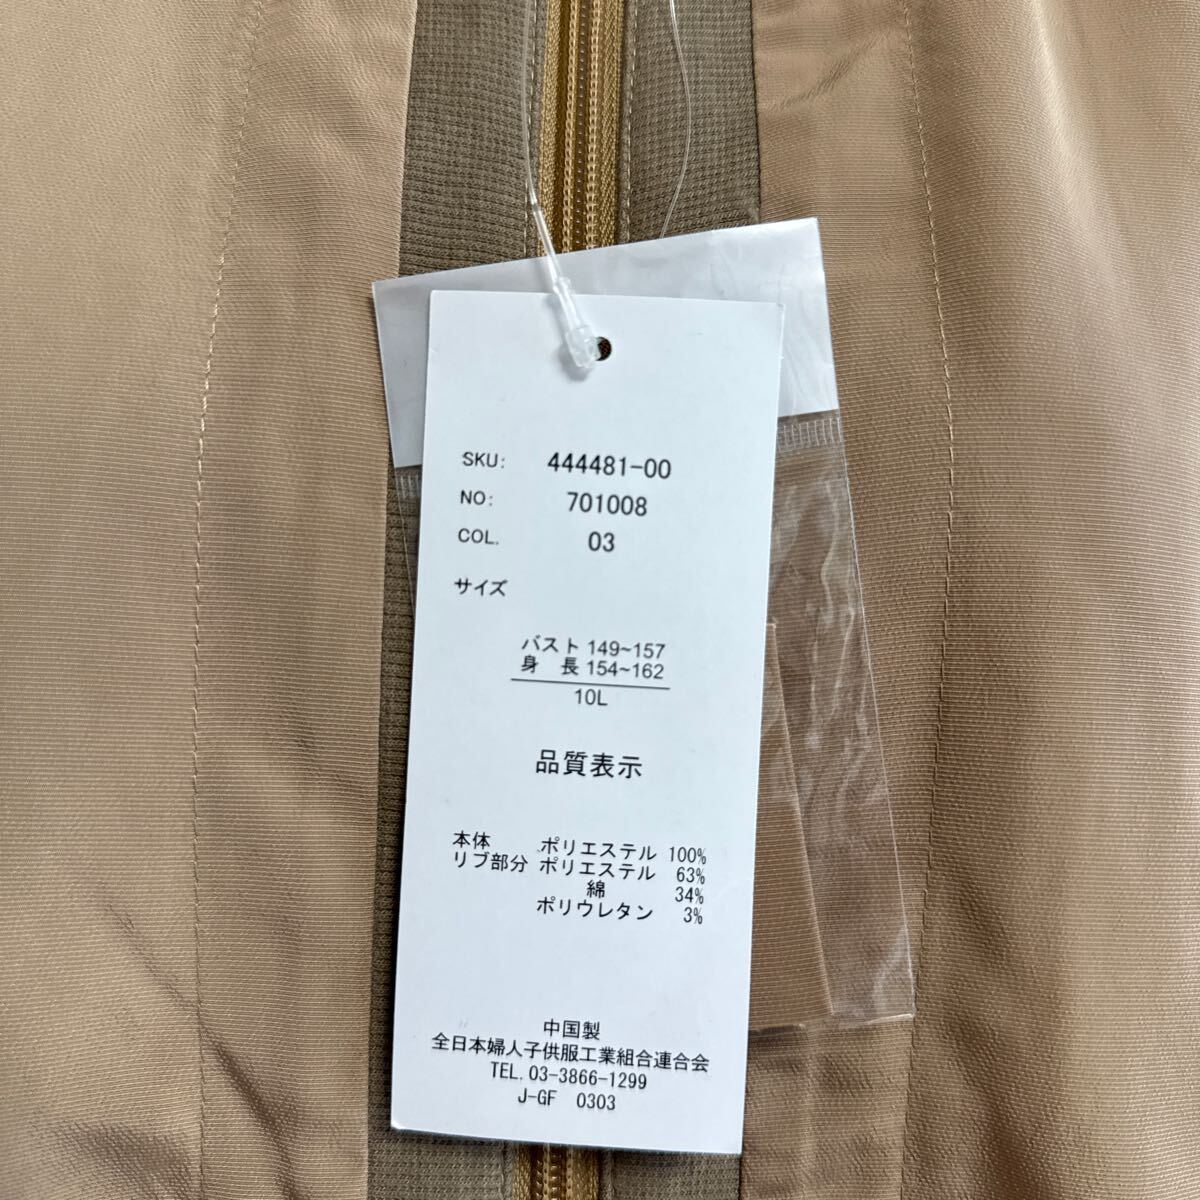 SKU: 444481-00
NO: 701008
COL. 03
サイズ
バスト 149~157
身 長 154~162
10L
品質表示
本体 ポリエステル 100%
リブ部分 ポリエステル 63%
綿 34%
ポリウレタン 3%
中国製
全日本婦人子供服工業組合連合会
TEL.03-3866-1299
J-GF 0303